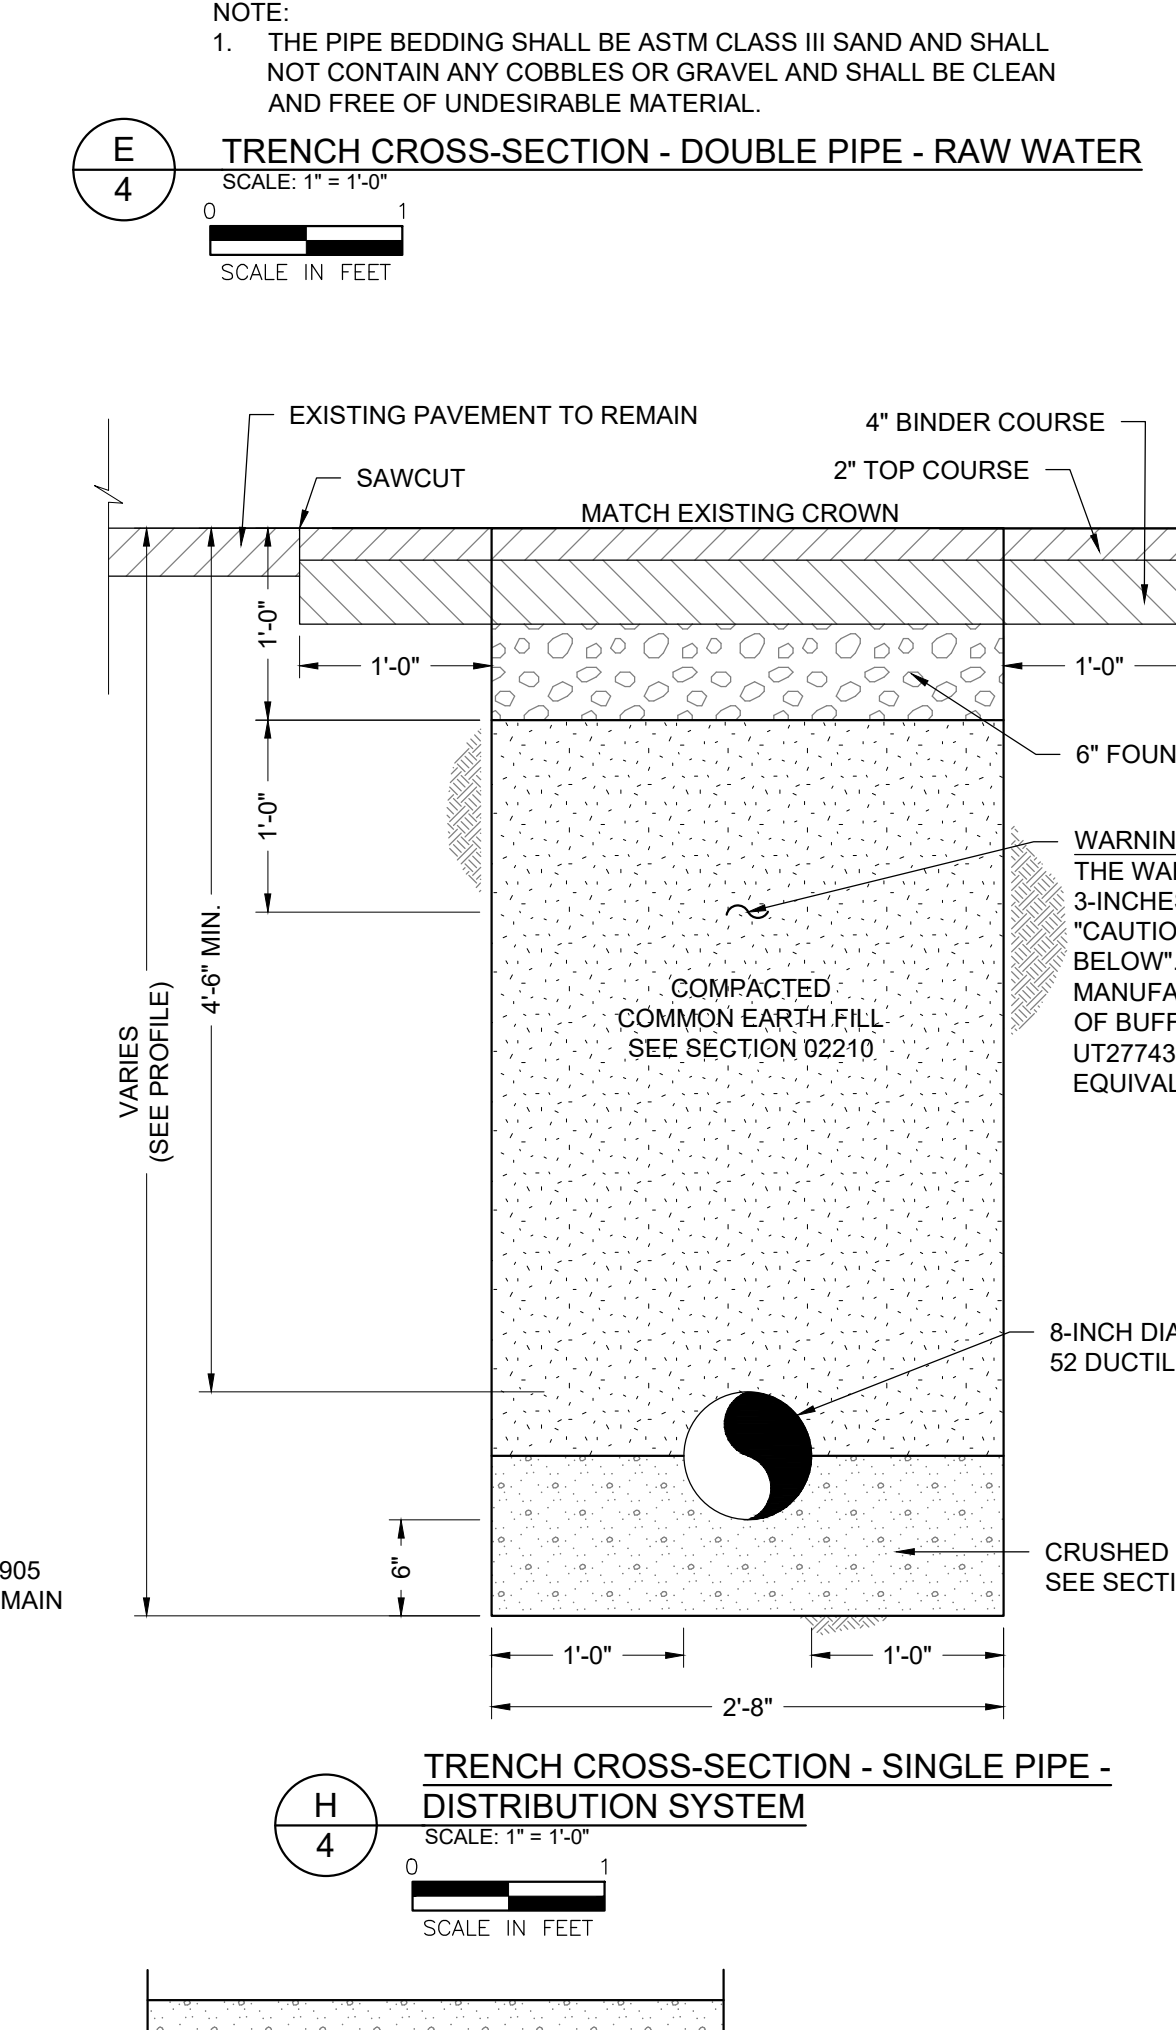 NOTE:
1. THE PIPE BEDDING SHALL BE ASTM CLASS III SAND AND SHALL
NOT CONTAIN ANY COBBLES OR GRAVEL AND SHALL BE CLEAN
AND FREE OF UNDESIRABLE MATERIAL.
E
4
TRENCH CROSS-SECTION - DOUBLE PIPE - RAW WATER
SCALE: 1" = 1'-0"
0 1
SCALE IN FEET
EXISTING PAVEMENT TO REMAIN
4" BINDER COURSE
SAWCUT
2" TOP COURSE
MATCH EXISTING CROWN
1'-0"
1'-0"
1'-0"
6" FOUN
1'-0"
WARNIN
THE WAR
3-INCHES
"CAUTIO
BELOW".
MANUFA
OF BUFF
UT27743
EQUIVAL
4'-6" MIN.
VARIES
(SEE PROFILE)
COMPACTED
COMMON EARTH FILL
SEE SECTION 02210
8-INCH DIA
52 DUCTIL
CRUSHED
SEE SECTI
6"
905
MAIN
1'-0"
1'-0"
2'-8"
H
4
TRENCH CROSS-SECTION - SINGLE PIPE -
DISTRIBUTION SYSTEM
SCALE: 1" = 1'-0"
0 1
SCALE IN FEET